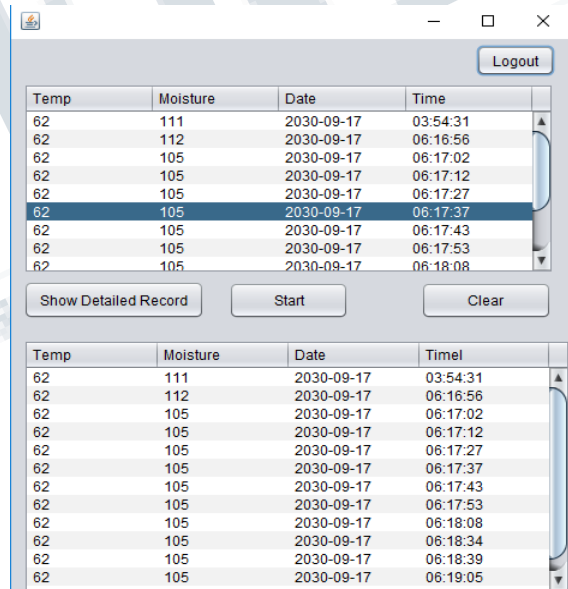 Logout
Temp Moisture Date Time
62 111 2030-09-17 03:54:31
62 112 2030-09-17 06:16:56
62 105 2030-09-17 06:17:02
62 105 2030-09-17 06:17:12
62 105 2030-09-17 06:17:27
62 105 2030-09-17 06:17:37
62 105 2030-09-17 06:17:43
62 105 2030-09-17 06:17:53
62 105 2030-09-17 06:18:08
Show Detailed Record Start Clear
Temp Moisture Date Timel
62 111 2030-09-17 03:54:31
62 112 2030-09-17 06:16:56
62 105 2030-09-17 06:17:02
62 105 2030-09-17 06:17:12
62 105 2030-09-17 06:17:27
62 105 2030-09-17 06:17:37
62 105 2030-09-17 06:17:43
62 105 2030-09-17 06:17:53
62 105 2030-09-17 06:18:08
62 105 2030-09-17 06:18:34
62 105 2030-09-17 06:18:39
62 105 2030-09-17 06:19:05